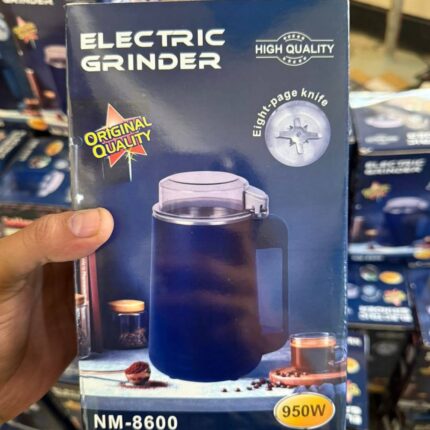 ELECTRIC
GRINDER
HIGH QUALITY
Eight-page knife
ORIGINAL
QUALITY
NM-8600
950W
ELECTRIC GRINDER